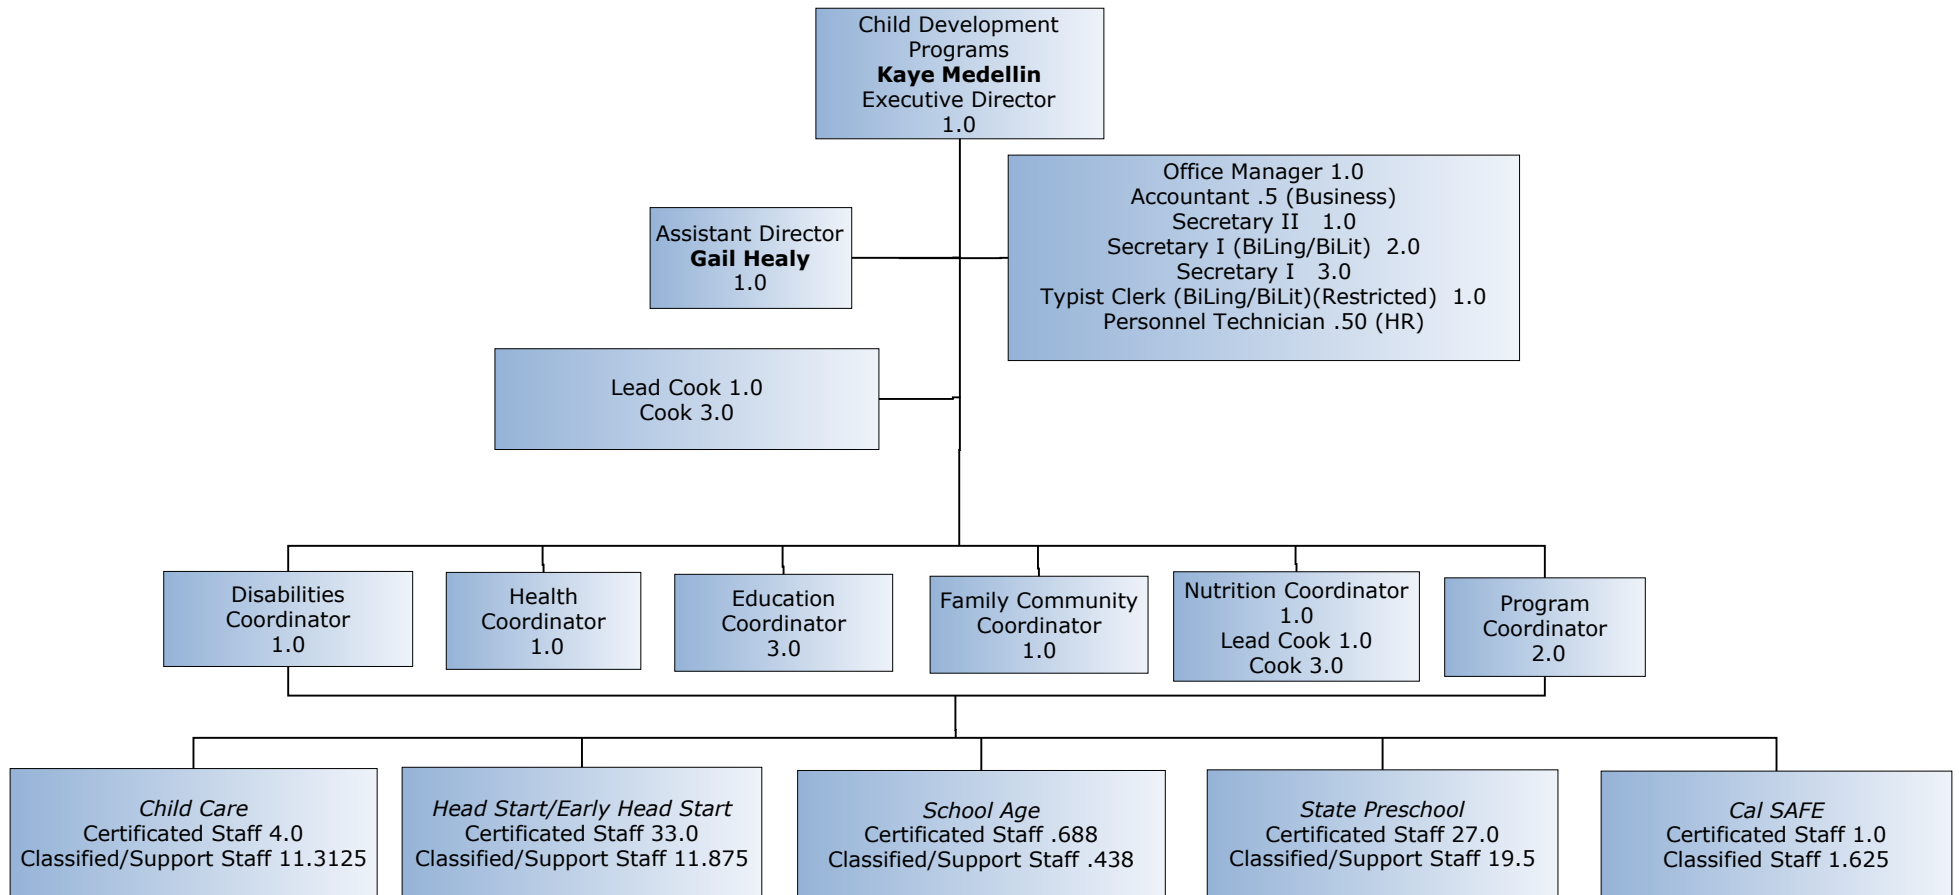 Child Development
Programs
Kaye Medellin
Executive Director
1.0
Office Manager 1.0
Accountant .5 (Business)
Secretary II 1.0
Secretary I (BiLing/BiLit) 2.0
Secretary I 3.0
Typist Clerk (BiLing/BiLit)(Restricted) 1.0
Personnel Technician .50 (HR)
Assistant Director
Gail Healy
1.0
Lead Cook 1.0
Cook 3.0
Disabilities
Coordinator
1.0
Health
Coordinator
1.0
Education
Coordinator
3.0
Family Community
Coordinator
1.0
Nutrition Coordinator
1.0
Lead Cook 1.0
Cook 3.0
Program
Coordinator
2.0
Child Care
Certificated Staff 4.0
Classified/Support Staff 11.3125
Head Start/Early Head Start
Certificated Staff 33.0
Classified/Support Staff 11.875
School Age
Certificated Staff .688
Classified/Support Staff .438
State Preschool
Certificated Staff 27.0
Classified/Support Staff 19.5
Cal SAFE
Certificated Staff 1.0
Classified Staff 1.625